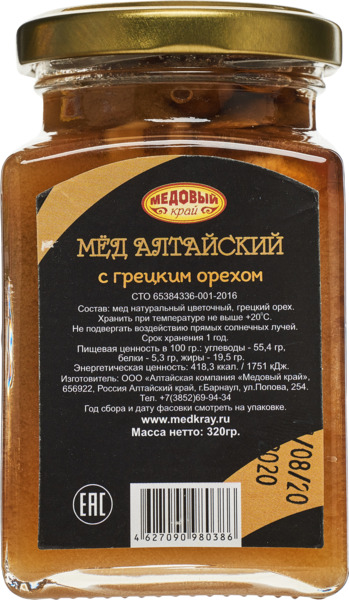 МЕДОВЫЙ
край
МЁД АЛТАЙСКИЙ
с грецким орехом
СТО 65384336-001-2016
Состав: мед натуральный цветочный, грецкий орех.
Хранить при температуре не выше +20°С.
Не подвергать воздействию прямых солнечных лучей.
Срок хранения 1 год.
Пищевая ценность в 100 гр.: углеводы - 55,4 гр,
белки - 5,3 гр, жиры - 19,5 гр.
Энергетическая ценность: 418,3 ккал. / 1751 кДж.
Изготовитель: ООО «Алтайская компания «Медовый край»,
656922, Россия Алтайский край, г.Барнаул, ул.Попова, 254.
Тел. +7(3852)69-94-34
Год сбора и дату фасовки смотреть на упаковке.
www.medkray.ru
Масса нетто: 320гр.
/08/20
2020
EAC
4 627090 980386